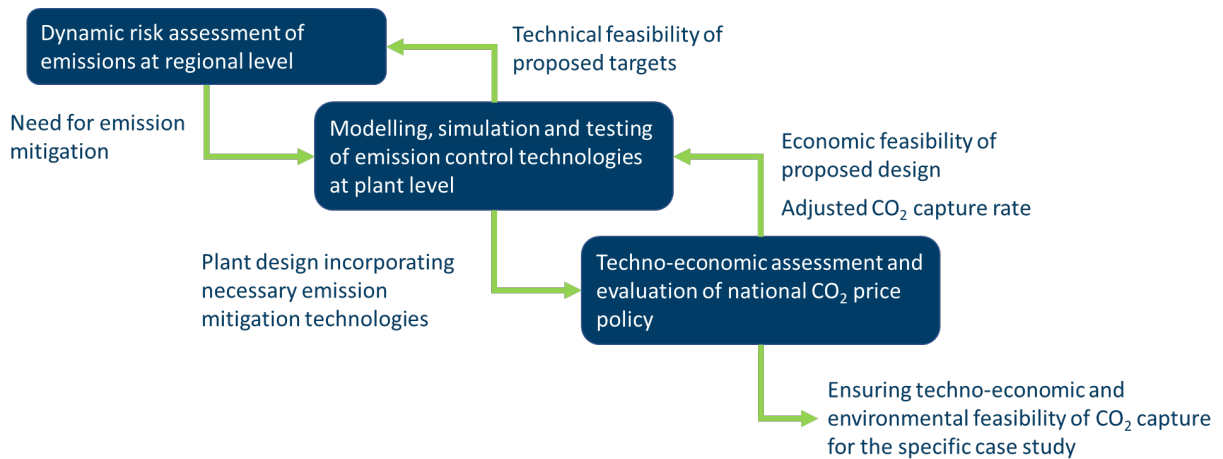 Dynamic risk assessment of
emissions at regional level
Technical feasibility of
proposed targets
Need for emission
mitigation
Modelling, simulation and testing
of emission control technologies
at plant level
Economic feasibility of
proposed design
Adjusted CO₂ capture rate
Plant design incorporating
necessary emission
mitigation technologies
Techno-economic assessment and
evaluation of national CO₂ price
policy
Ensuring techno-economic and
environmental feasibility of CO₂ capture
for the specific case study